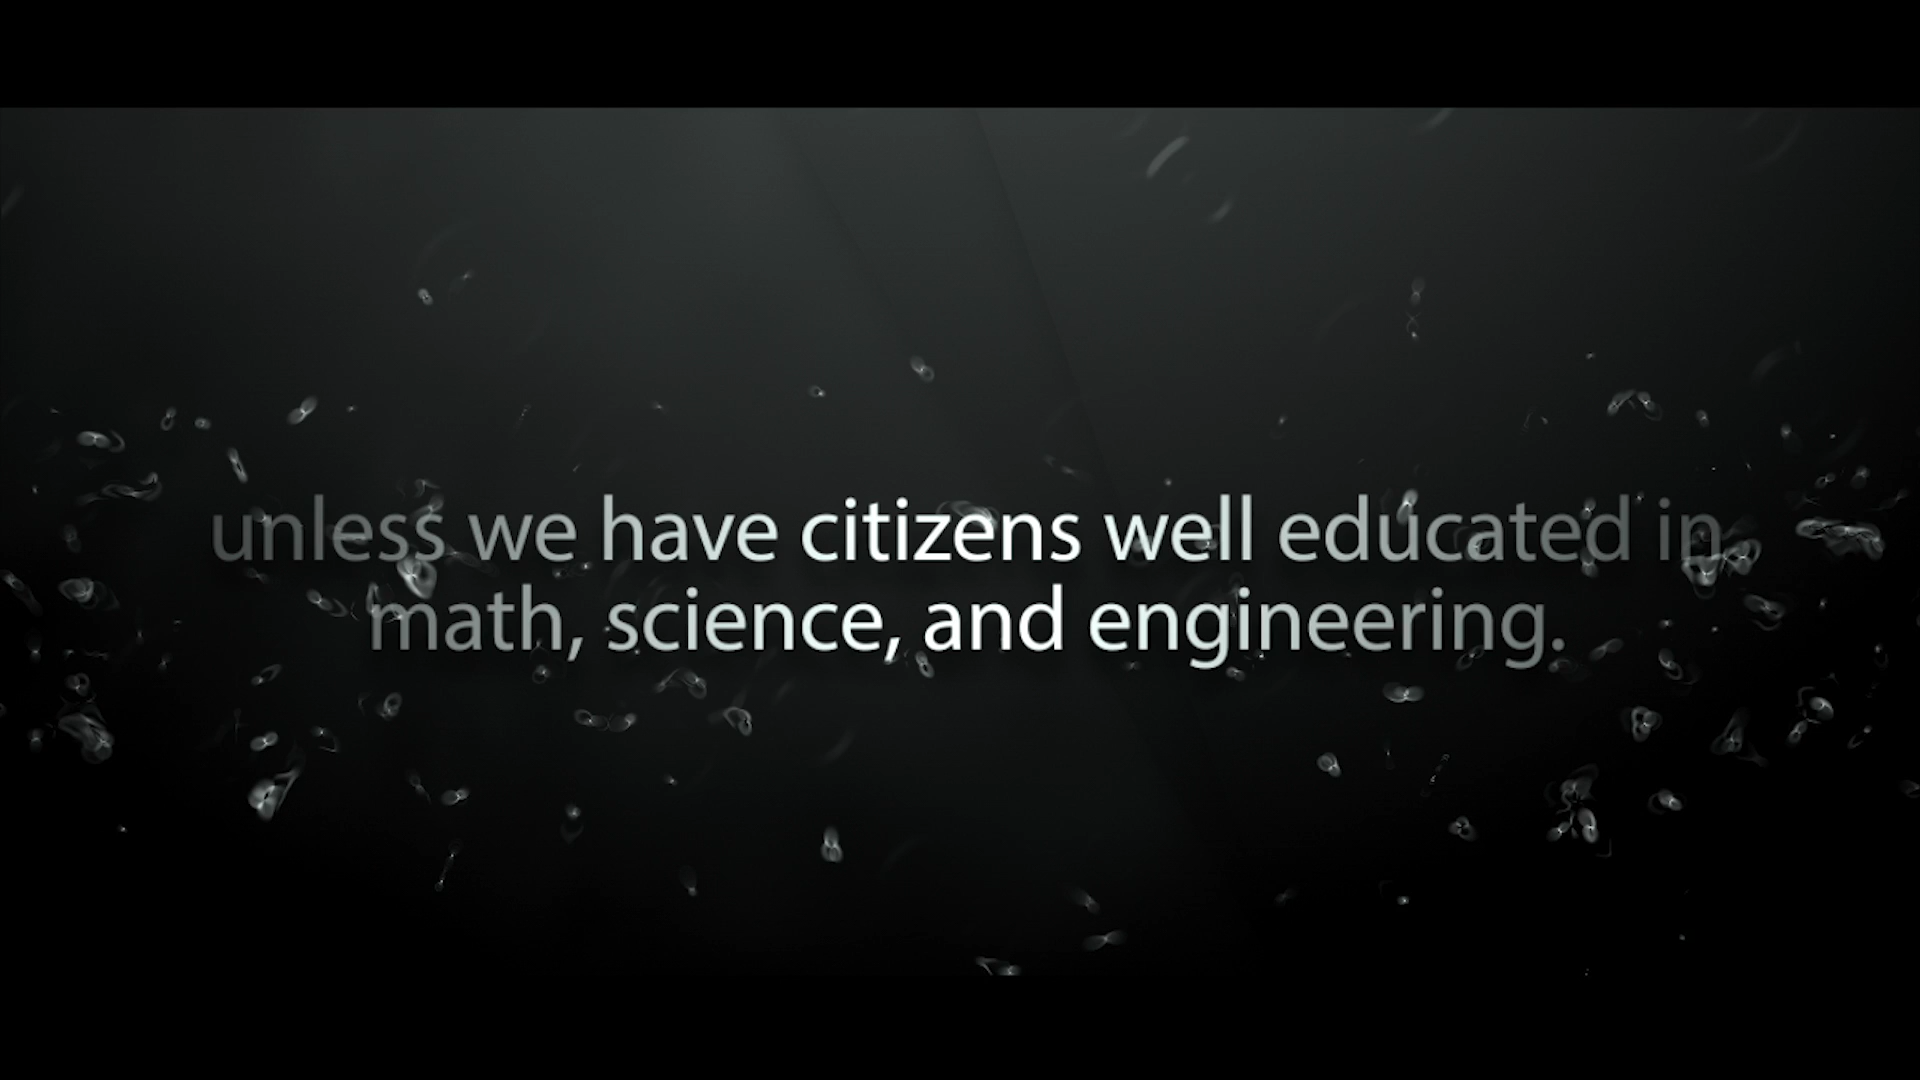 unless we have citizens well educated in
math, science, and engineering.